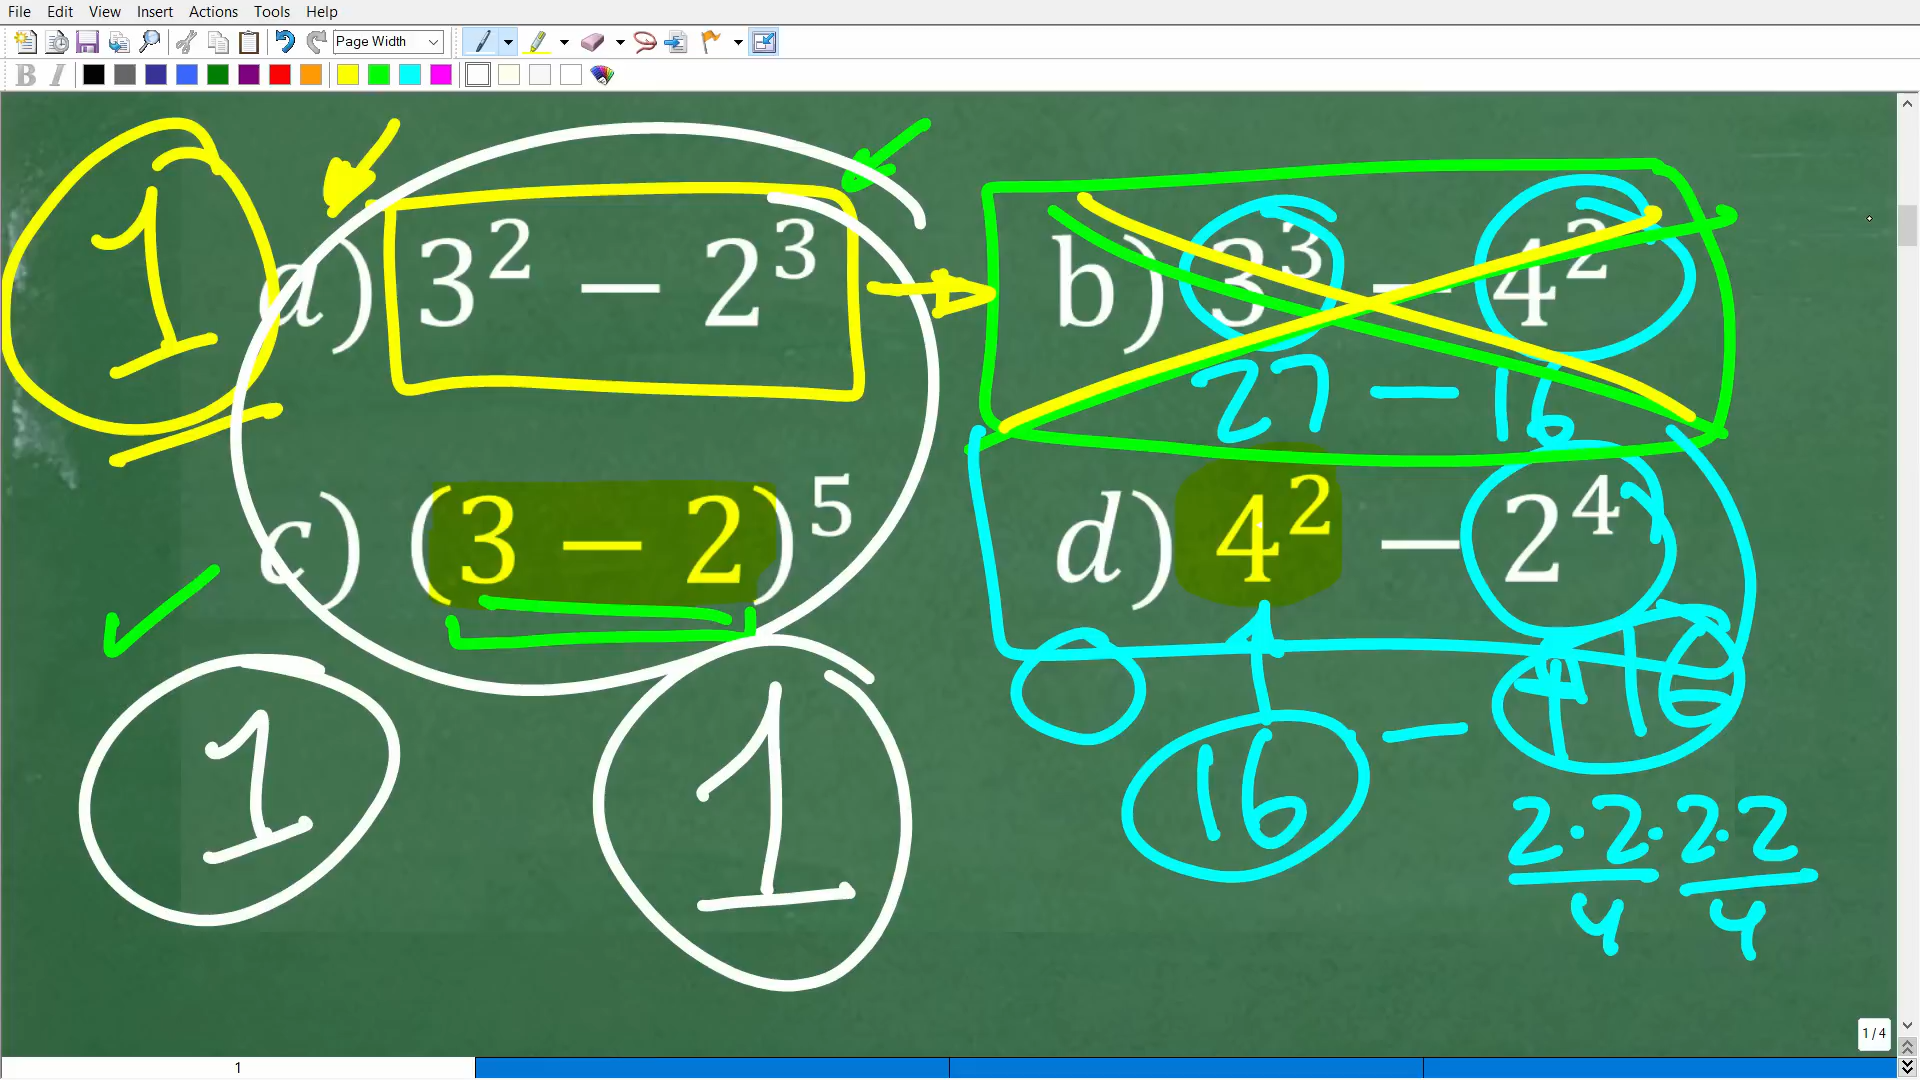 File Edit View Insert Actions Tools Help
Page Width
B I
1
a) 3² − 2³
b) 3³ − 4²
27 − 16
c) (3 − 2)⁵
d) 4² − 2⁴
1
1
16 − 16
2 · 2 · 2 · 2
4 4
1 / 4
1